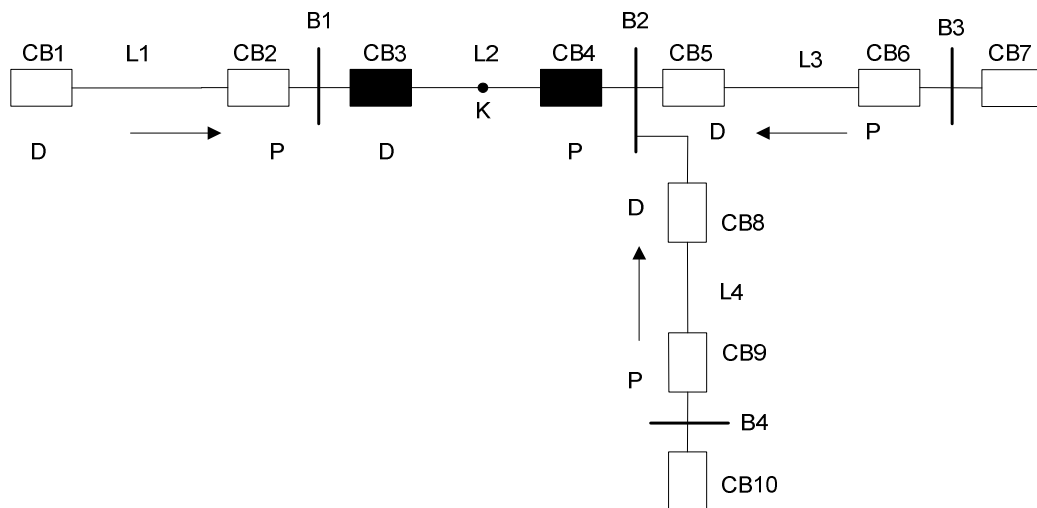 B1 B2 B3
CB1 L1 CB2 CB3 L2 CB4 CB5 L3 CB6 CB7
K
D P D P D P
D CB8
L4
P CB9
B4
CB10